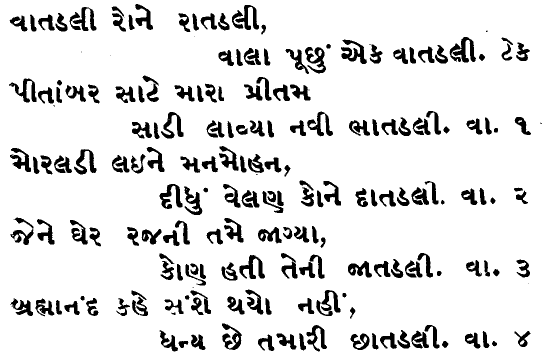 વાતડલી રોને રાતડલી,
વાલા પૂછું એક વાતડલી. ટેક
પીતાંબર સાટે મારા પ્રીતમ
સાડી લાવ્યા નવી ભાતડલી. વા. ૧
મોરલડી લઇને મનમોહન,
દીધું વેલણ કોને દાતડલી. વા. ૨
જેને ઘેર રજની તમે જાગ્યા,
કોણ હતી તેની જાતડલી. વા. ૩
બ્રહ્માનંદ કહે સંશે થયો નહીં,
ધન્ય છે તમારી છાતડલી. વા. ૪